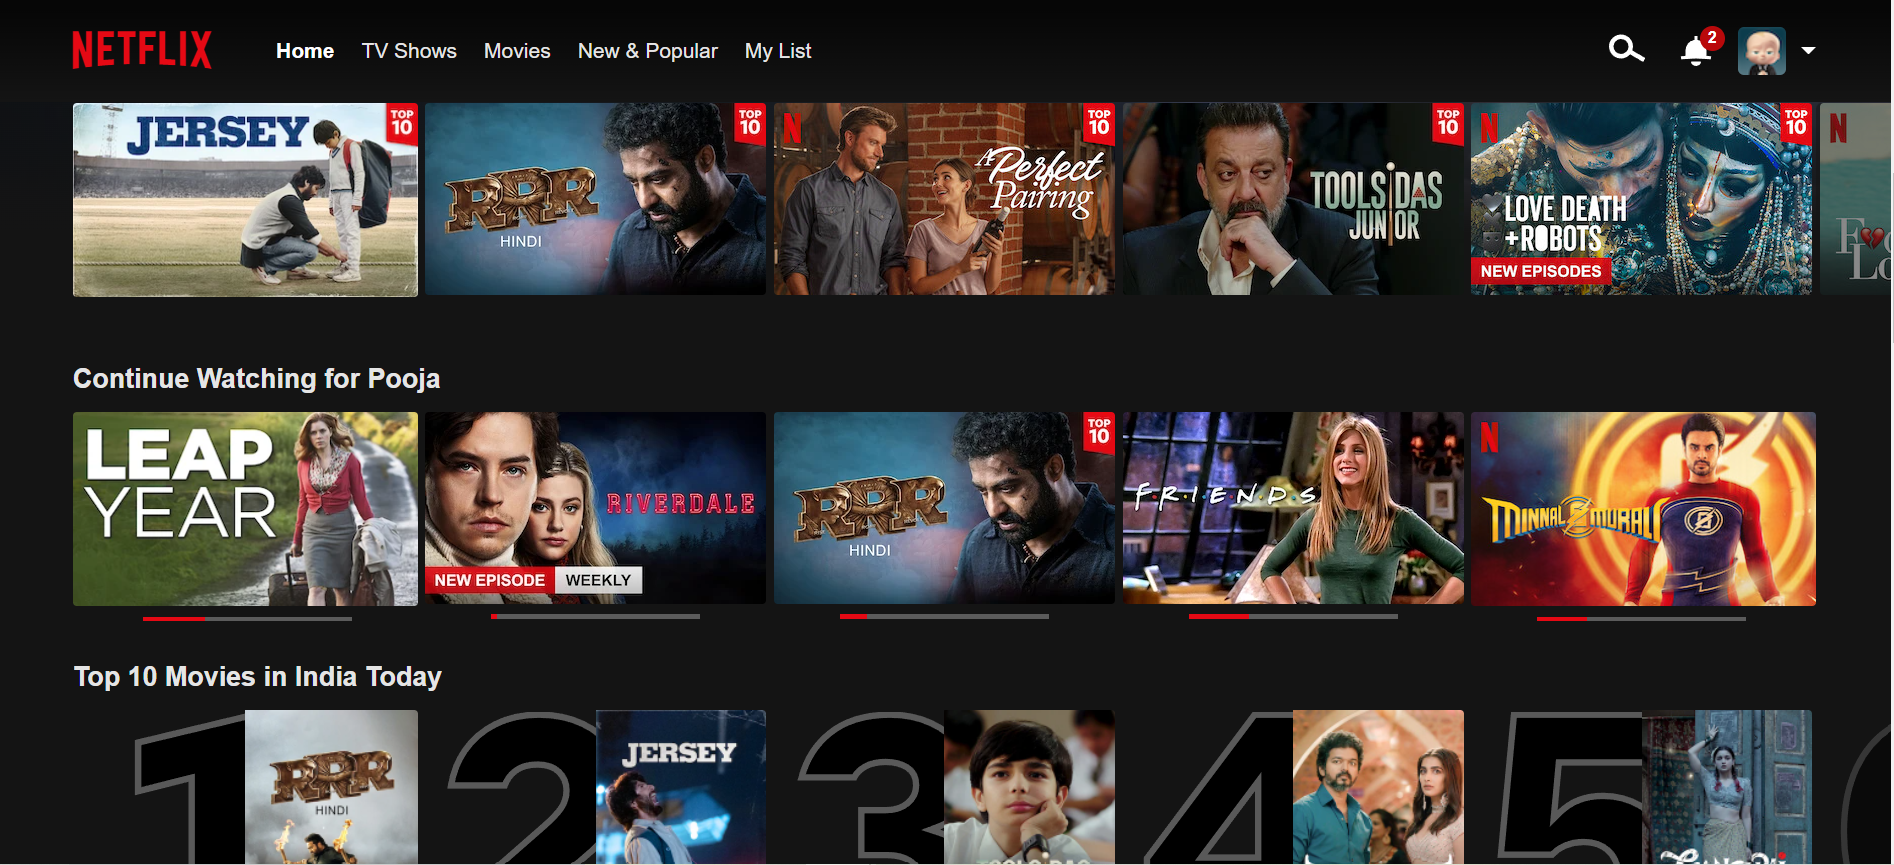 NETFLIX
Home
TV Shows
Movies
New & Popular
My List
2
JERSEY
TOP
10
RRR
HINDI
TOP
10
N
A Perfect
Pairing
TOP
10
TOOLSIDAS
JUNIOR
TOP
10
N
LOVE DEATH
+ROBOTS
NEW EPISODES
TOP
10
N
Continue Watching for Pooja
LEAP
YEAR
RIVERDALE
NEW EPISODE
WEEKLY
RRR
HINDI
TOP
10
F·R·I·E·N·D·S
N
MINNAL MURALI
Top 10 Movies in India Today
1
RRR
HINDI
2
JERSEY
3
TOOLSIDAS
4
5